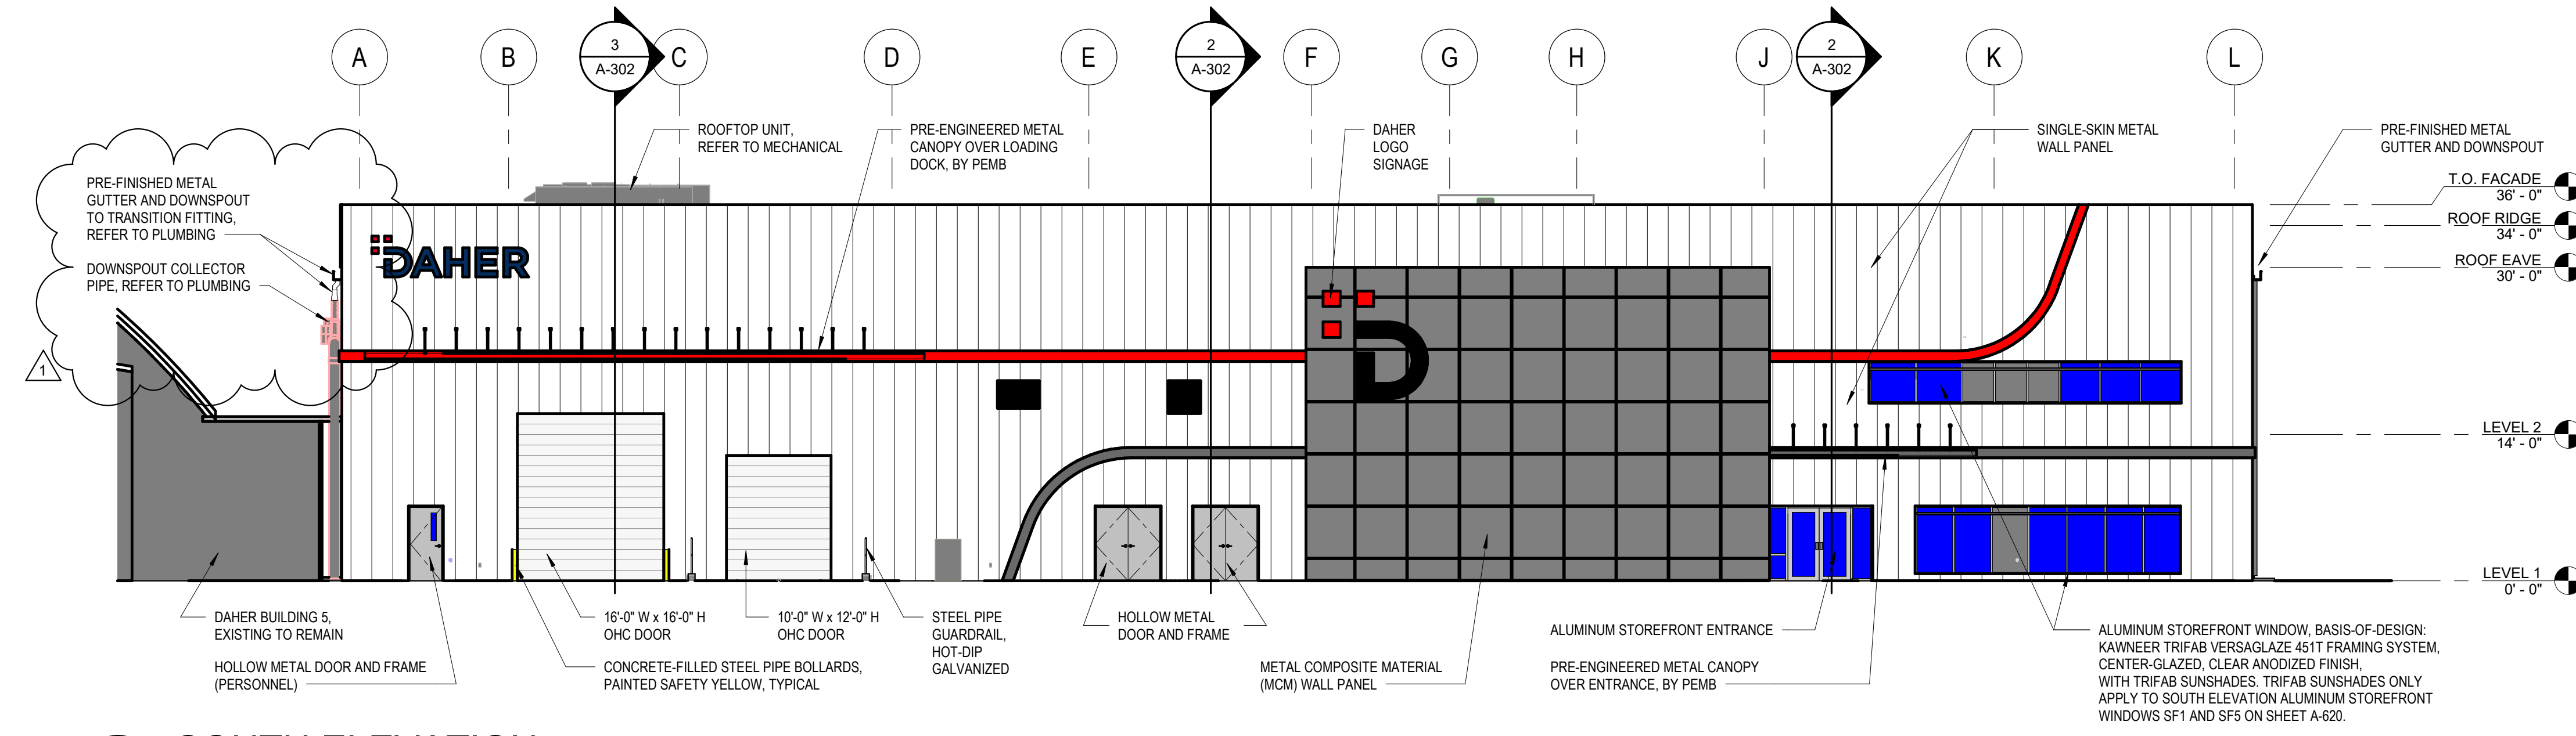 A
B
3
A-302
C
D
E
2
A-302
F
G
H
J
2
A-302
K
L
ROOFTOP UNIT,
REFER TO MECHANICAL
PRE-ENGINEERED METAL
CANOPY OVER LOADING
DOCK, BY PEMB
DAHER
LOGO
SIGNAGE
SINGLE-SKIN METAL
WALL PANEL
PRE-FINISHED METAL
GUTTER AND DOWNSPOUT
PRE-FINISHED METAL
GUTTER AND DOWNSPOUT
TO TRANSITION FITTING,
REFER TO PLUMBING
DOWNSPOUT COLLECTOR
PIPE, REFER TO PLUMBING
1
DAHER
D
T.O. FACADE
36' - 0"
ROOF RIDGE
34' - 0"
ROOF EAVE
30' - 0"
LEVEL 2
14' - 0"
LEVEL 1
0' - 0"
DAHER BUILDING 5,
EXISTING TO REMAIN
HOLLOW METAL DOOR AND FRAME
(PERSONNEL)
16'-0" W x 16'-0" H
OHC DOOR
CONCRETE-FILLED STEEL PIPE BOLLARDS,
PAINTED SAFETY YELLOW, TYPICAL
10'-0" W x 12'-0" H
OHC DOOR
STEEL PIPE
GUARDRAIL,
HOT-DIP
GALVANIZED
HOLLOW METAL
DOOR AND FRAME
METAL COMPOSITE MATERIAL
(MCM) WALL PANEL
ALUMINUM STOREFRONT ENTRANCE
PRE-ENGINEERED METAL CANOPY
OVER ENTRANCE, BY PEMB
ALUMINUM STOREFRONT WINDOW, BASIS-OF-DESIGN:
KAWNEER TRIFAB VERSAGLAZE 451T FRAMING SYSTEM,
CENTER-GLAZED, CLEAR ANODIZED FINISH,
WITH TRIFAB SUNSHADES. TRIFAB SUNSHADES ONLY
APPLY TO SOUTH ELEVATION ALUMINUM STOREFRONT
WINDOWS SF1 AND SF5 ON SHEET A-620.
SOUTH ELEVATION